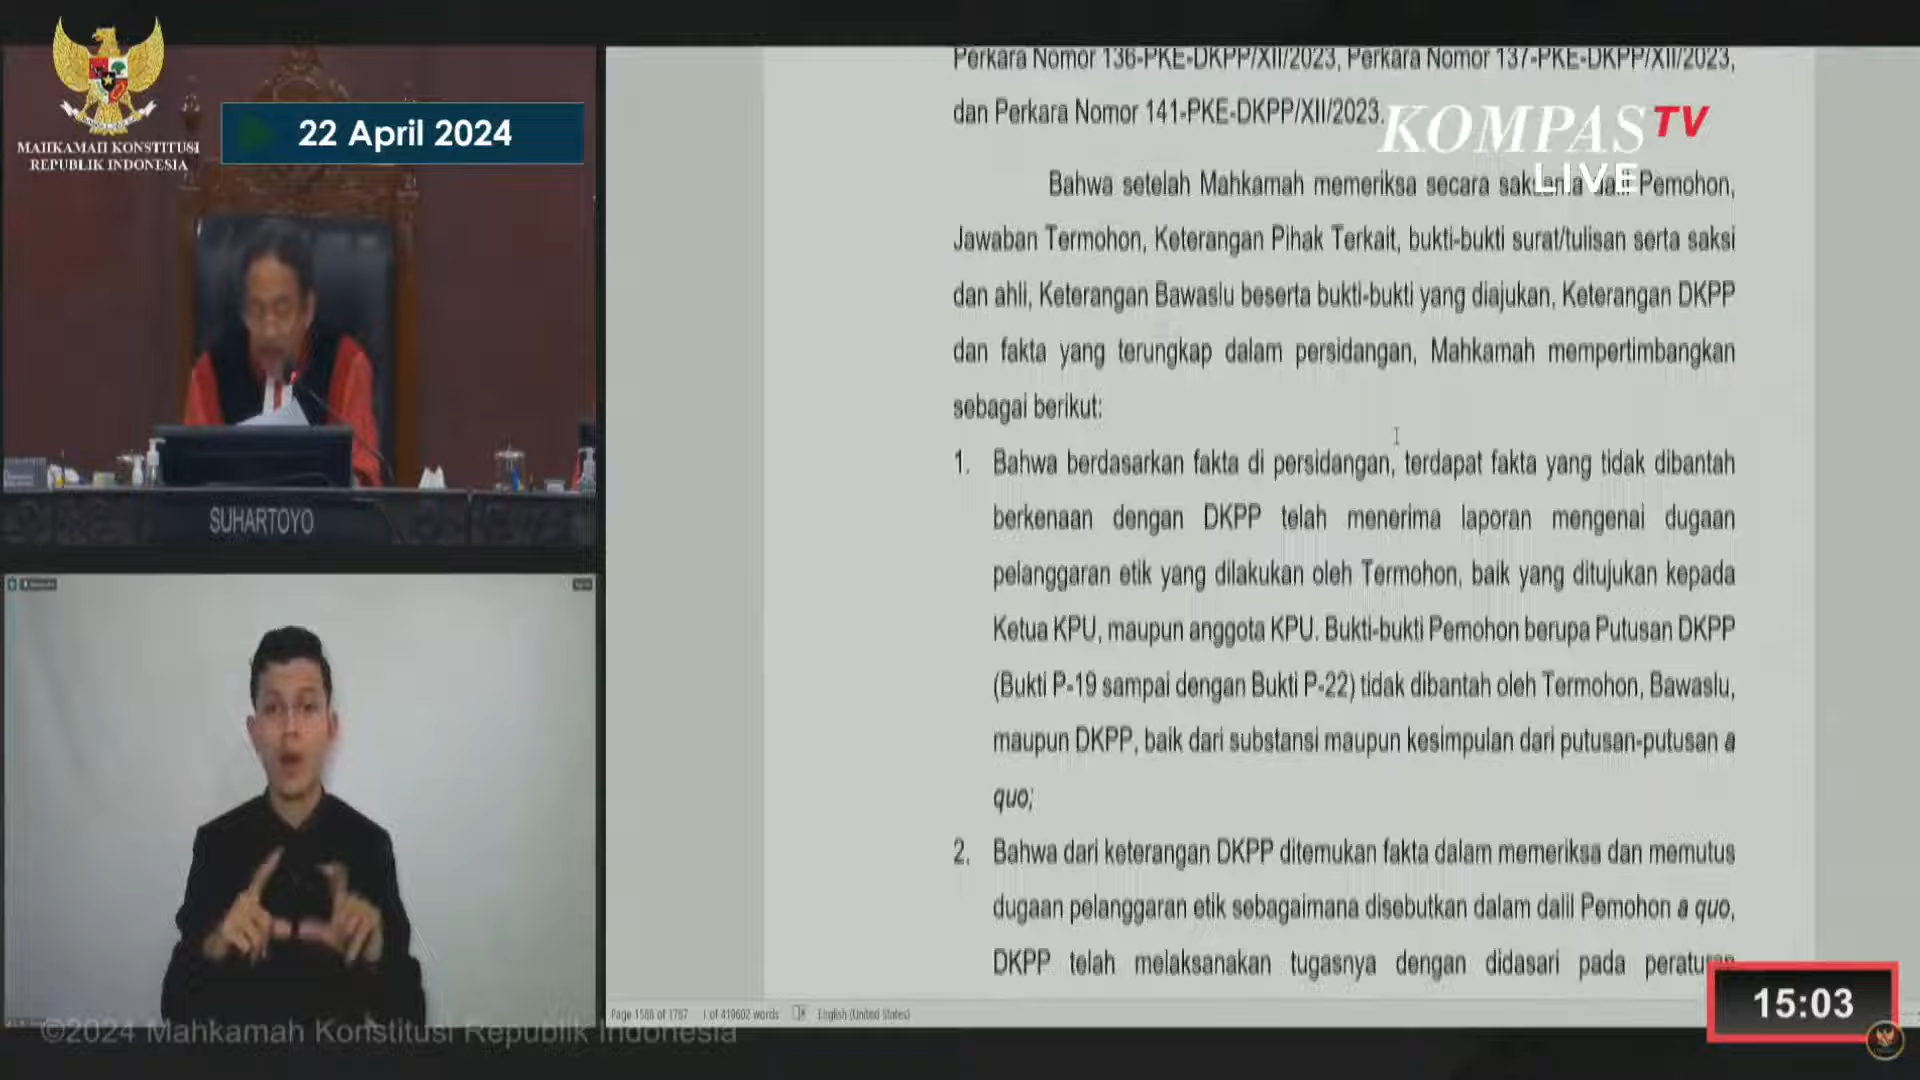 MAHKAMAH KONSTITUSI
REPUBLIK INDONESIA
22 April 2024
SUHARTOYO
KOMPAS TV
LIVE
Perkara Nomor 136-PKE-DKPP/XII/2023, Perkara Nomor 137-PKE-DKPP/XII/2023,
dan Perkara Nomor 141-PKE-DKPP/XII/2023.
Bahwa setelah Mahkamah memeriksa secara saksama dalil Pemohon,
Jawaban Termohon, Keterangan Pihak Terkait, bukti-bukti surat/tulisan serta saksi
dan ahli, Keterangan Bawaslu beserta bukti-bukti yang diajukan, Keterangan DKPP
dan fakta yang terungkap dalam persidangan, Mahkamah mempertimbangkan
sebagai berikut:
1. Bahwa berdasarkan fakta di persidangan, terdapat fakta yang tidak dibantah
berkenaan dengan DKPP telah menerima laporan mengenai dugaan
pelanggaran etik yang dilakukan oleh Termohon, baik yang ditujukan kepada
Ketua KPU, maupun anggota KPU. Bukti-bukti Pemohon berupa Putusan DKPP
(Bukti P-19 sampai dengan Bukti P-22) tidak dibantah oleh Termohon, Bawaslu,
maupun DKPP, baik dari substansi maupun kesimpulan dari putusan-putusan a
quo;
2. Bahwa dari keterangan DKPP ditemukan fakta dalam memeriksa dan memutus
dugaan pelanggaran etik sebagaimana disebutkan dalam dalil Pemohon a quo,
DKPP telah melaksanakan tugasnya dengan didasari pada peraturan
Page 1588 of 1787 1 of 419602 words English (United States)
©2024 Mahkamah Konstitusi Republik Indonesia
15:03